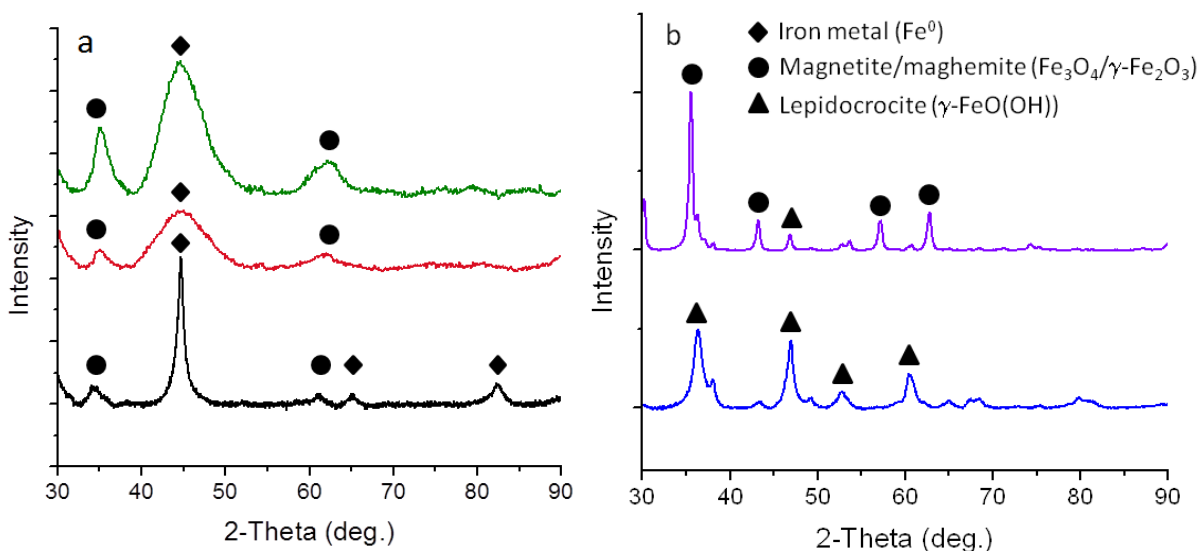 a
Intensity
30 40 50 60 70 80 90
2-Theta (deg.)
b
Iron metal (Fe⁰)
Magnetite/maghemite (Fe₃O₄/γ-Fe₂O₃)
Lepidocrocite (γ-FeO(OH))
Intensity
30 40 50 60 70 80 90
2-Theta (deg.)